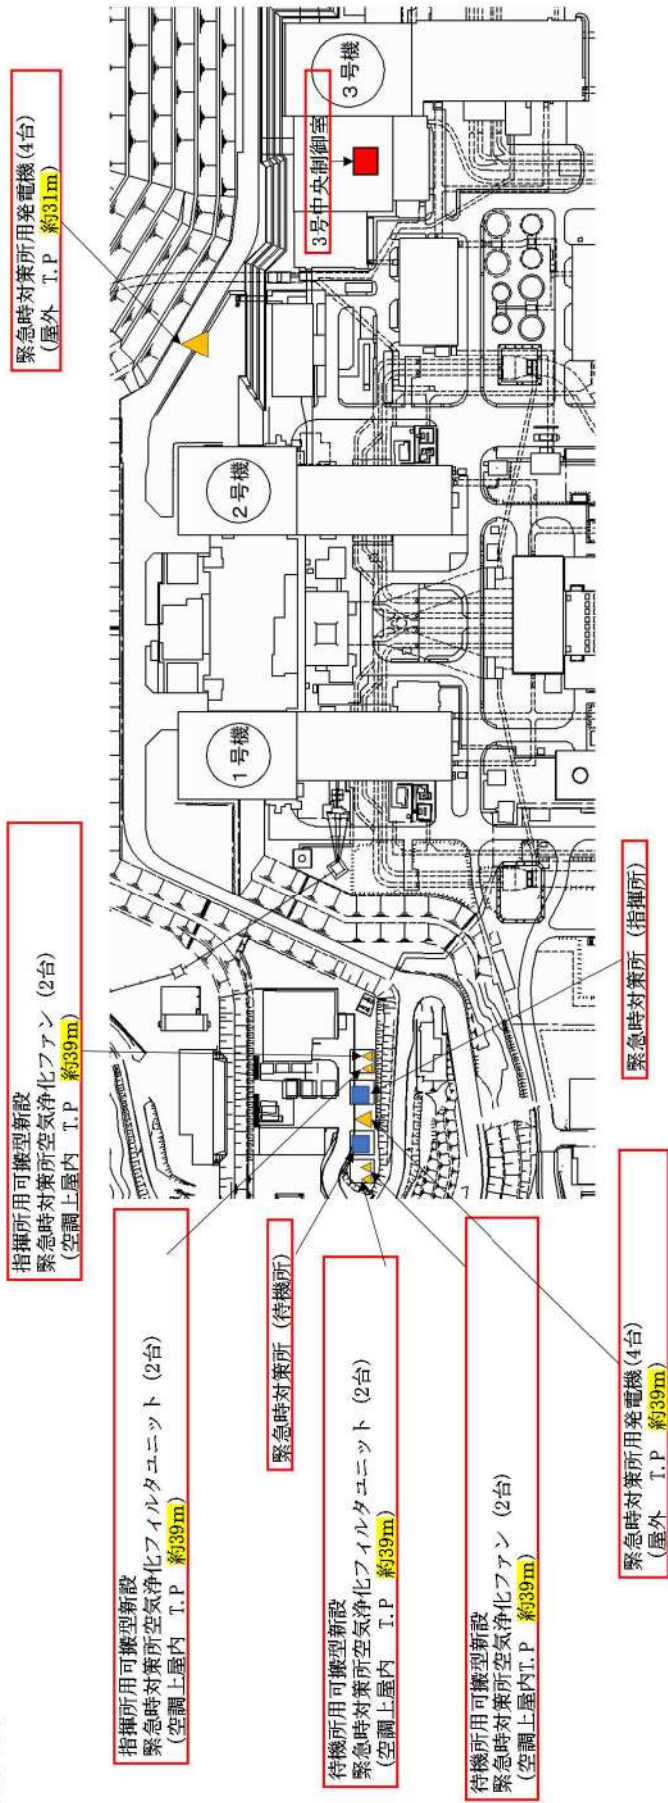 指揮所用可搬型新設
緊急時対策所空気浄化ファン (2台)
(空調上屋内　T.P　約39m)
緊急時対策所用発電機(4台)
(屋外　T.P　約31m)
指揮所用可搬型新設
緊急時対策所空気浄化フィルタユニット (2台)
(空調上屋内　T.P　約39m)
1号機
2号機
3号機
3号中央制御室
緊急時対策所 (待機所)
待機所用可搬型新設
緊急時対策所空気浄化フィルタユニット (2台)
(空調上屋内　T.P　約39m)
待機所用可搬型新設
緊急時対策所空気浄化ファン (2台)
(空調上屋内T.P　約39m)
緊急時対策所用発電機(4台)
(屋外　T.P　約39m)
緊急時対策所 (指揮所)